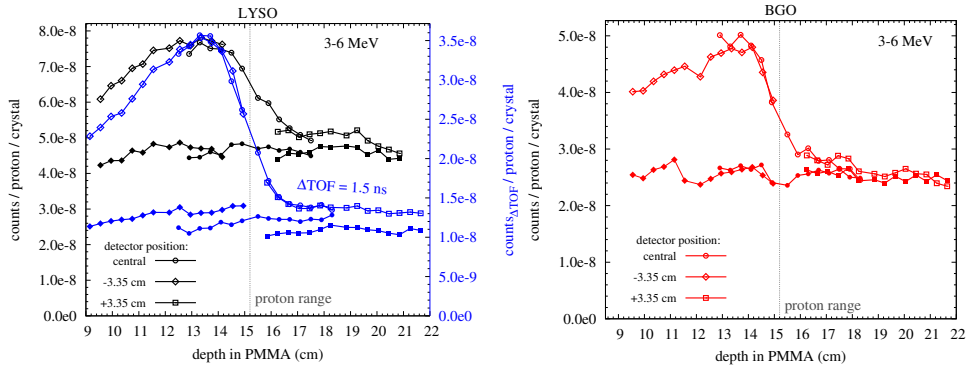 LYSO
3-6 MeV
8.0e-8
7.0e-8
6.0e-8
5.0e-8
4.0e-8
3.0e-8
2.0e-8
1.0e-8
0.0e0
counts / proton / crystal
3.5e-8
3.0e-8
2.5e-8
2.0e-8
1.5e-8
1.0e-8
5.0e-9
0.0e0
counts ΔTOF / proton / crystal
ΔTOF = 1.5 ns
detector position:
central
-3.35 cm
+3.35 cm
proton range
9 10 11 12 13 14 15 16 17 18 19 20 21 22
depth in PMMA (cm)
BGO
3-6 MeV
5.0e-8
4.0e-8
3.0e-8
2.0e-8
1.0e-8
0.0e0
counts / proton / crystal
detector position:
central
-3.35 cm
+3.35 cm
proton range
9 10 11 12 13 14 15 16 17 18 19 20 21 22
depth in PMMA (cm)